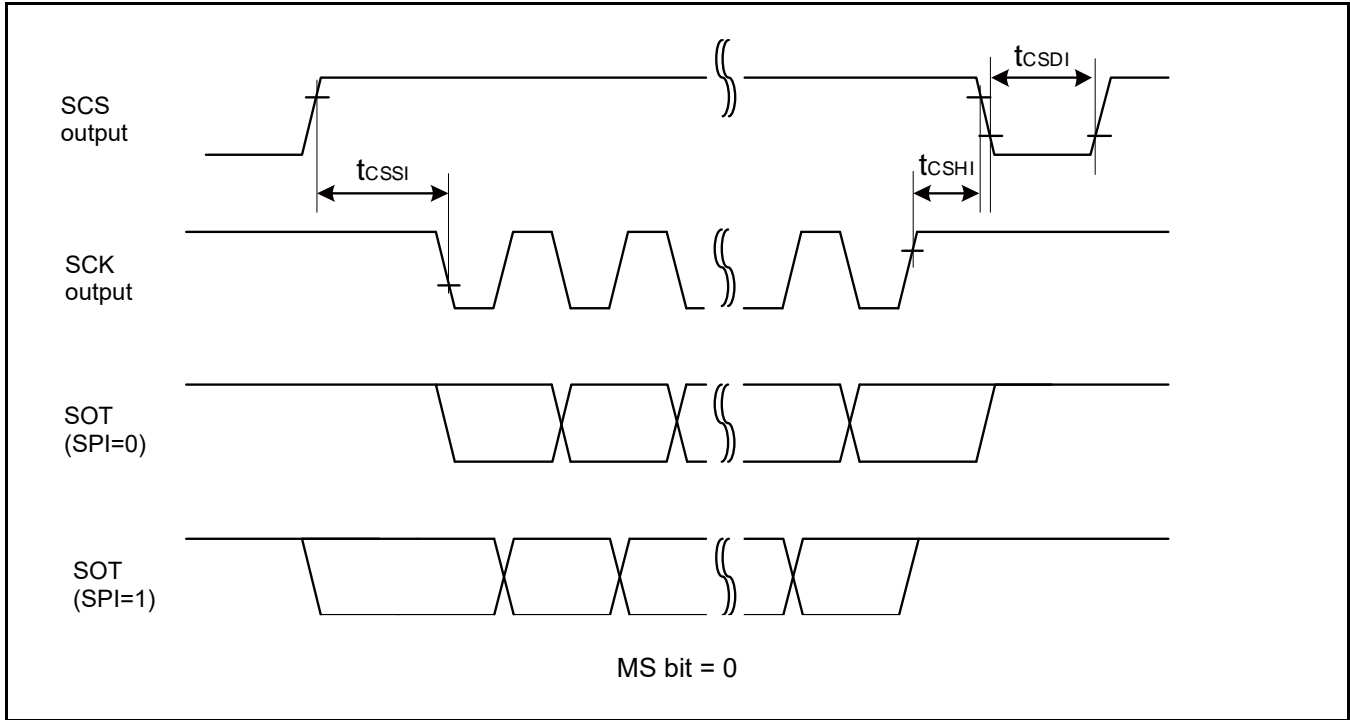 tCSDI
SCS
output
tCSSI
tCSHI
SCK
output
SOT
(SPI=0)
SOT
(SPI=1)
MS bit = 0